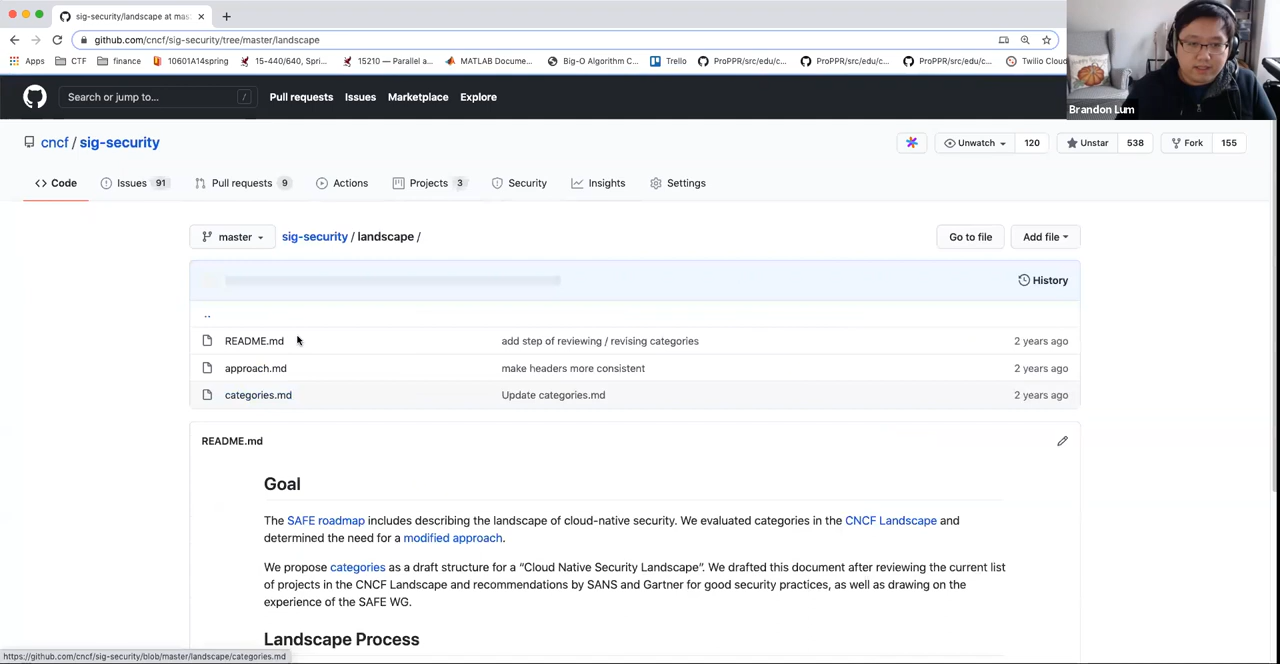 sig-security/landscape at mas
github.com/cncf/sig-security/tree/master/landscape
Apps CTF finance 10601A14spring 15-440/640, Spri... 15210 — Parallel a... MATLAB Docume... Big-O Algorithm C... Trello ProPPR/src/edu/c... ProPPR/src/edu/c... ProPPR/src/edu/c... Twilio Cloud
Search or jump to... / Pull requests Issues Marketplace Explore
Brandon Lum
cncf / sig-security Unwatch 120 Unstar 538 Fork 155
Code Issues 91 Pull requests 9 Actions Projects 3 Security Insights Settings
master sig-security / landscape / Go to file Add file
History
..
README.md add step of reviewing / revising categories 2 years ago
approach.md make headers more consistent 2 years ago
categories.md Update categories.md 2 years ago
README.md
Goal
The SAFE roadmap includes describing the landscape of cloud-native security. We evaluated categories in the CNCF Landscape and
determined the need for a modified approach.
We propose categories as a draft structure for a “Cloud Native Security Landscape”. We drafted this document after reviewing the current list
of projects in the CNCF Landscape and recommendations by SANS and Gartner for good security practices, as well as drawing on the
experience of the SAFE WG.
Landscape Process
https://github.com/cncf/sig-security/blob/master/landscape/categories.md